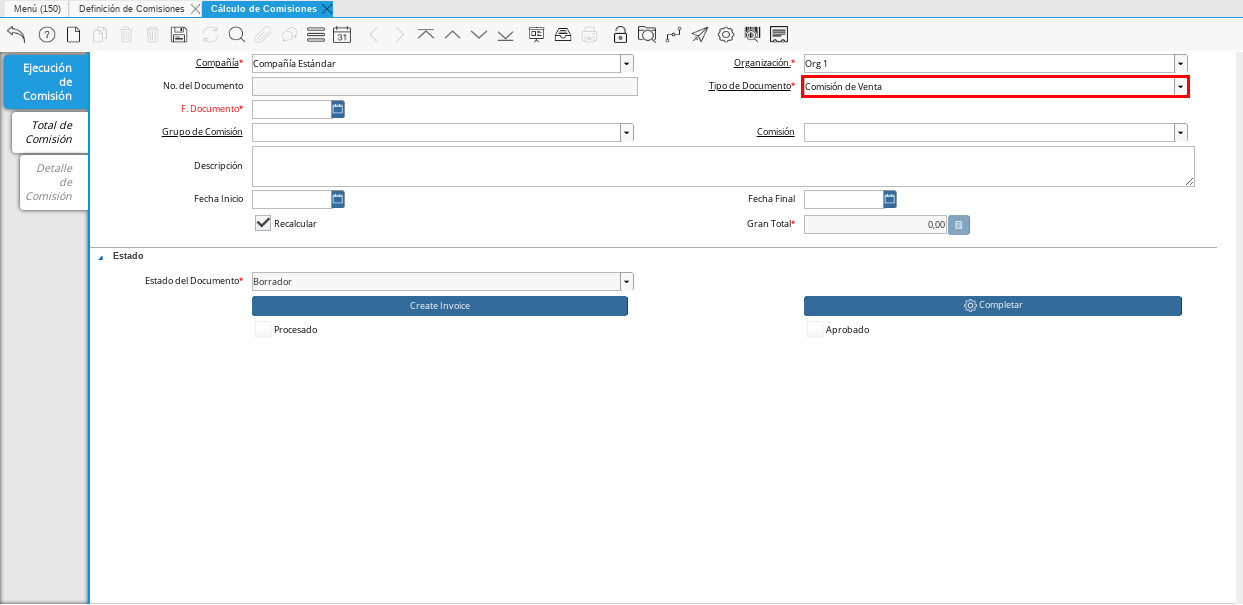 Menú (150) Definición de Comisiones Cálculo de Comisiones
31
Ejecución de Comisión
Total de Comisión
Detalle de Comisión
Compañía* Compañía Estándar Organización.* Org 1
No. del Documento Tipo de Documento* Comisión de Venta
F. Documento*
Grupo de Comisión Comisión
Descripción
Fecha Inicio Fecha Final
Recalcular Gran Total* 0,00
Estado
Estado del Documento* Borrador
Create Invoice Completar
Procesado Aprobado